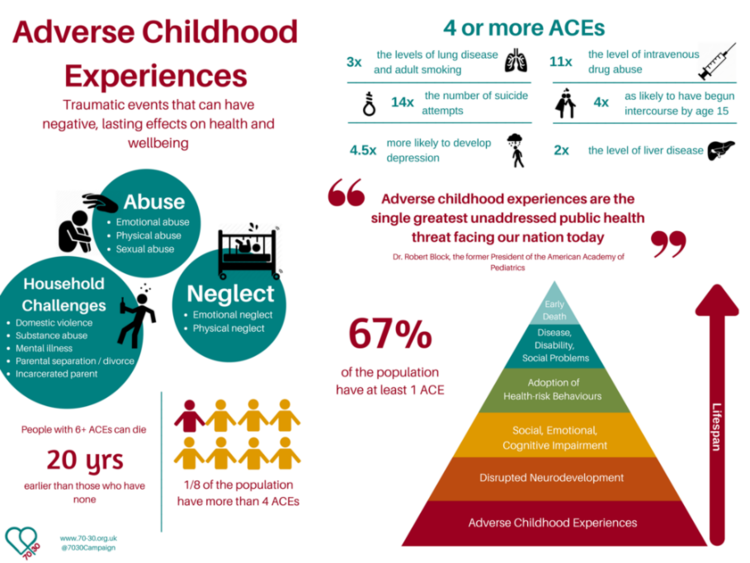 Adverse Childhood
Experiences
Traumatic events that can have
negative, lasting effects on health and
wellbeing
Abuse
• Emotional abuse
• Physical abuse
• Sexual abuse
Household
Challenges
• Domestic violence
• Substance abuse
• Mental illness
• Parental separation / divorce
• Incarcerated parent
Neglect
• Emotional neglect
• Physical neglect
People with 6+ ACEs can die
20 yrs
earlier than those who have
none
1/8 of the population
have more than 4 ACEs
70-30
www.70-30.org.uk
@7030Campaign
4 or more ACEs
3x
the levels of lung disease
and adult smoking
11x
the level of intravenous
drug abuse
14x
the number of suicide
attempts
4x
as likely to have begun
intercourse by age 15
4.5x
more likely to develop
depression
2x
the level of liver disease
“
Adverse childhood experiences are the
single greatest unaddressed public health
threat facing our nation today
”
Dr. Robert Block, the former President of the American Academy of
Pediatrics
67%
of the population
have at least 1 ACE
Early
Death
Disease,
Disability,
Social Problems
Adoption of
Health-risk Behaviours
Social, Emotional,
Cognitive Impairment
Disrupted Neurodevelopment
Adverse Childhood Experiences
Lifespan